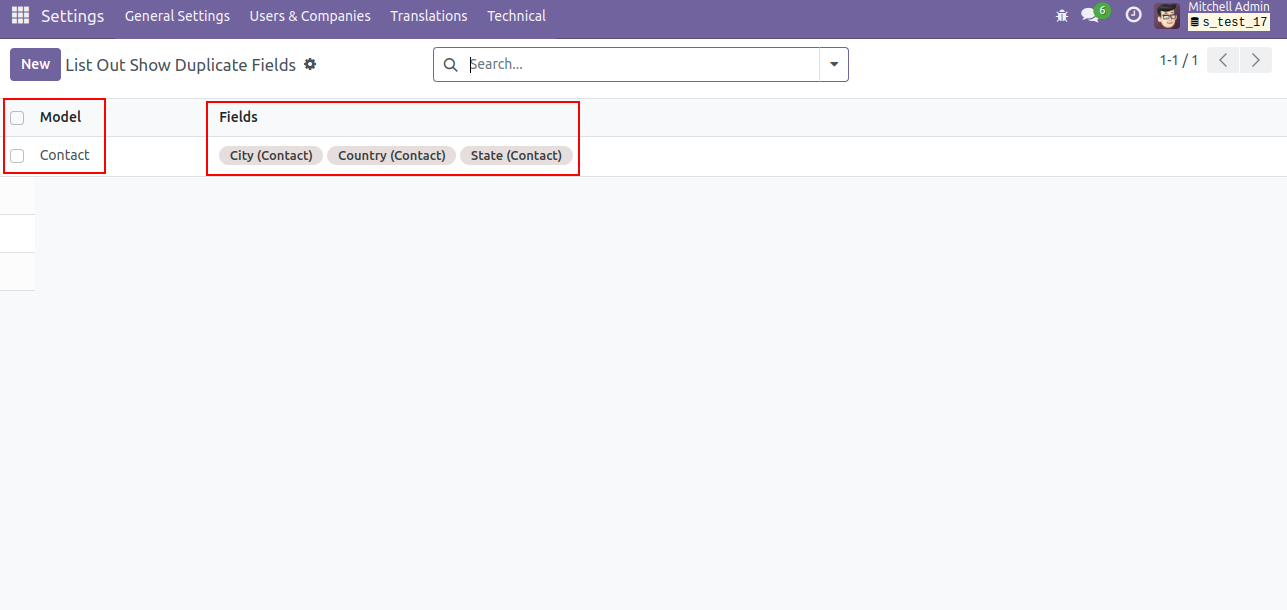 Settings General Settings Users & Companies Translations Technical 6 Mitchell Admin
s_test_17
New List Out Show Duplicate Fields Search... 1-1 / 1
Model Fields
Contact City (Contact) Country (Contact) State (Contact)